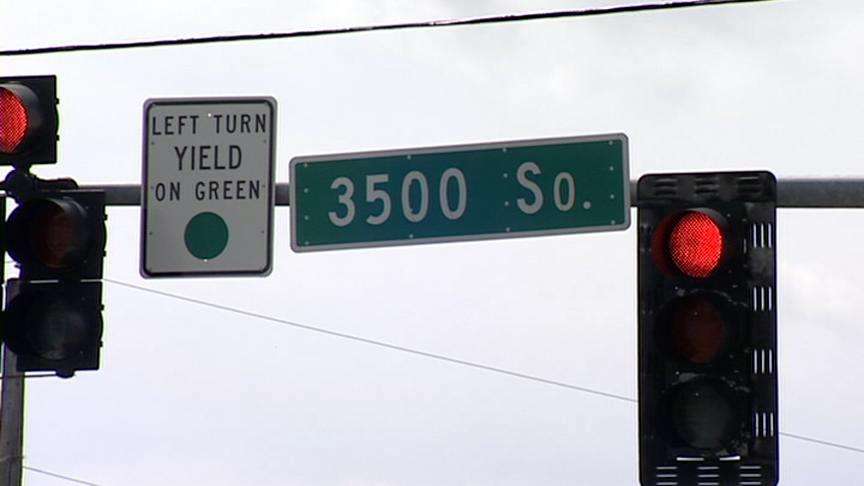 LEFT TURN
YIELD
ON GREEN
3500 So.